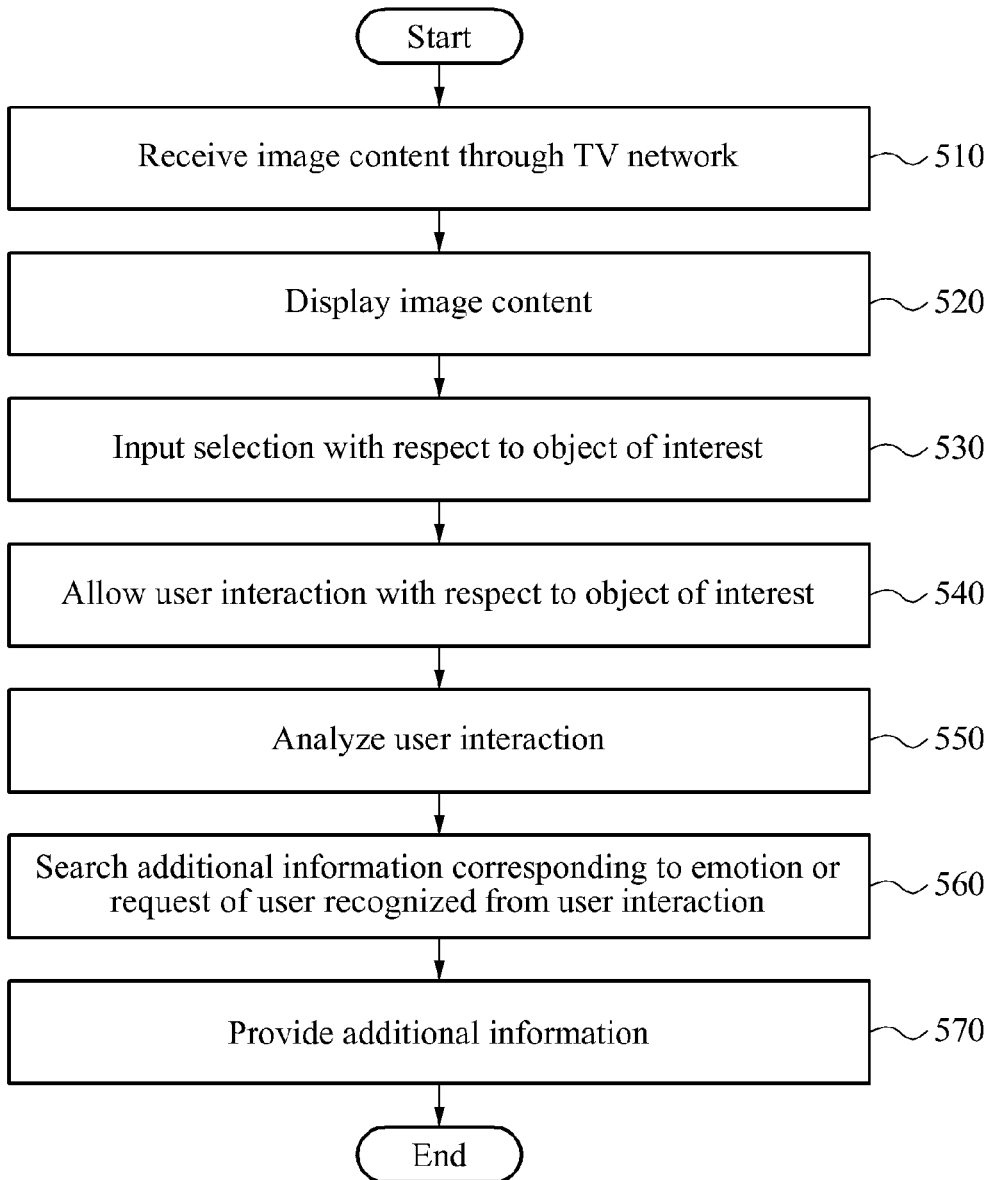 Start
Receive image content through TV network
510
Display image content
520
Input selection with respect to object of interest
530
Allow user interaction with respect to object of interest
540
Analyze user interaction
550
Search additional information corresponding to emotion or
request of user recognized from user interaction
560
Provide additional information
570
End